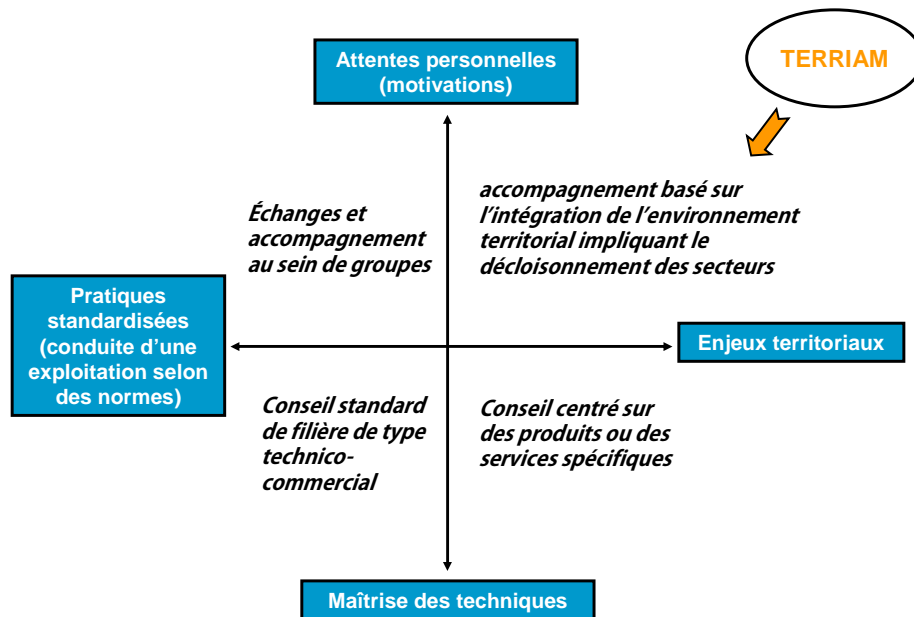 Attentes personnelles
(motivations)
TERRIAM
Échanges et
accompagnement
au sein de groupes
accompagnement basé sur
l'intégration de l'environnement
territorial impliquant le
décloisonnement des secteurs
Pratiques
standardisées
(conduite d'une
exploitation selon
des normes)
Enjeux territoriaux
Conseil standard
de filière de type
technico-
commercial
Conseil centré sur
des produits ou des
services spécifiques
Maîtrise des techniques